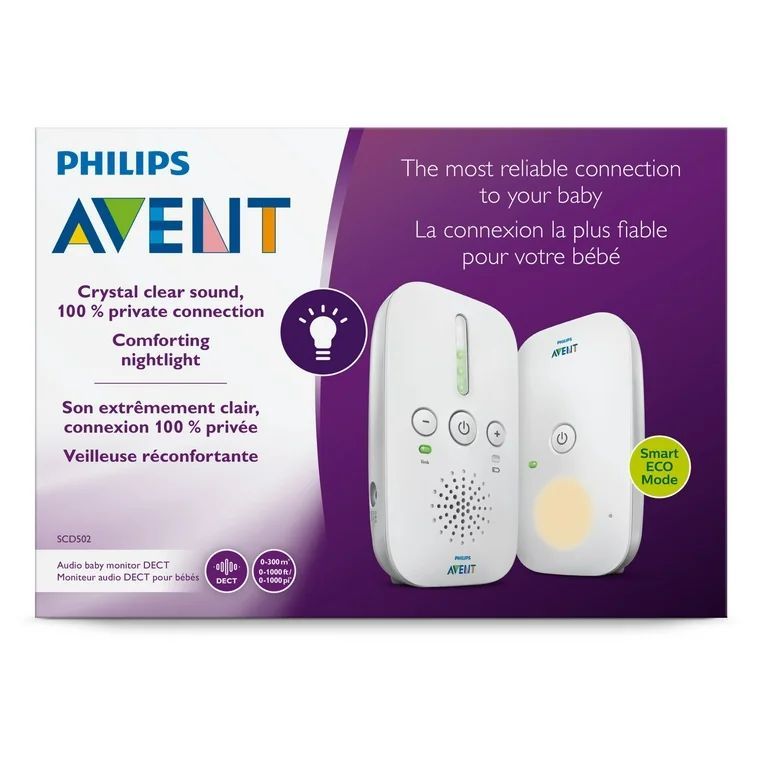 PHILIPS
AVENT
Crystal clear sound,
100 % private connection
Comforting
nightlight
Son extrêmement clair,
connexion 100 % privée
Veilleuse réconfortante
SCD502
Audio baby monitor DECT
Moniteur audio DECT pour bébés
DECT
0-300 m*
0-1000 ft/
0-1000 pi*
The most reliable connection
to your baby
La connexion la plus fiable
pour votre bébé
link
PHILIPS
AVENT
PHILIPS
AVENT
Smart
ECO
Mode